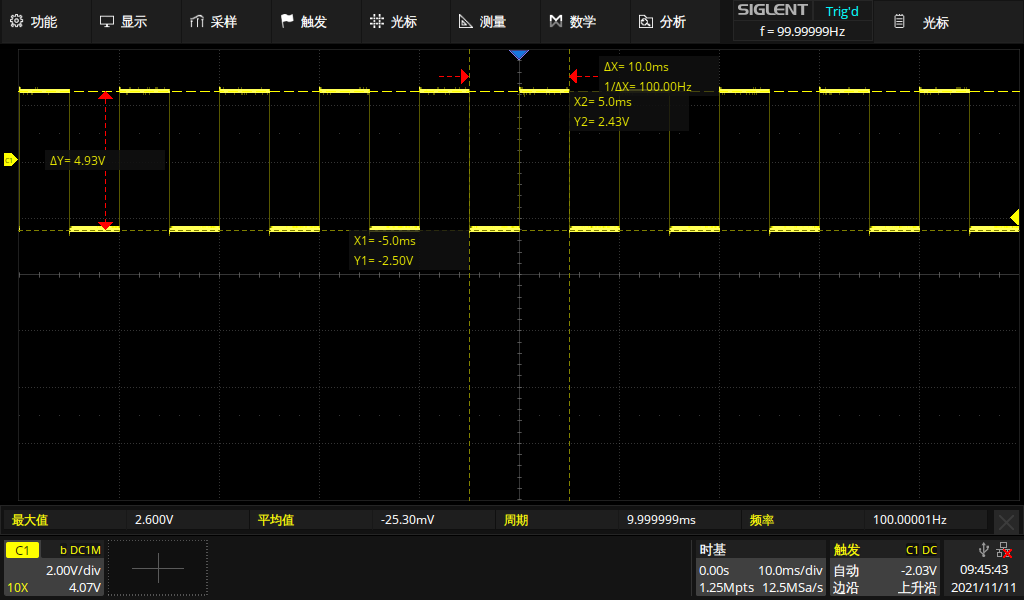 功能 显示 采样 触发 光标 测量 数学 分析 SIGLENT Trig'd 光标
f = 99.99999Hz
ΔX= 10.0ms
1/ΔX= 100.00Hz
X2= 5.0ms
Y2= 2.43V
C1
ΔY= 4.93V
X1= -5.0ms
Y1= -2.50V
最大值 2.600V 平均值 -25.30mV 周期 9.999999ms 频率 100.00001Hz
C1 b DC1M 时基 触发 C1 DC
2.00V/div 0.00s 10.0ms/div 自动 -2.03V 09:45:43
10X 4.07V 1.25Mpts 12.5MSa/s 边沿 上升沿 2021/11/11